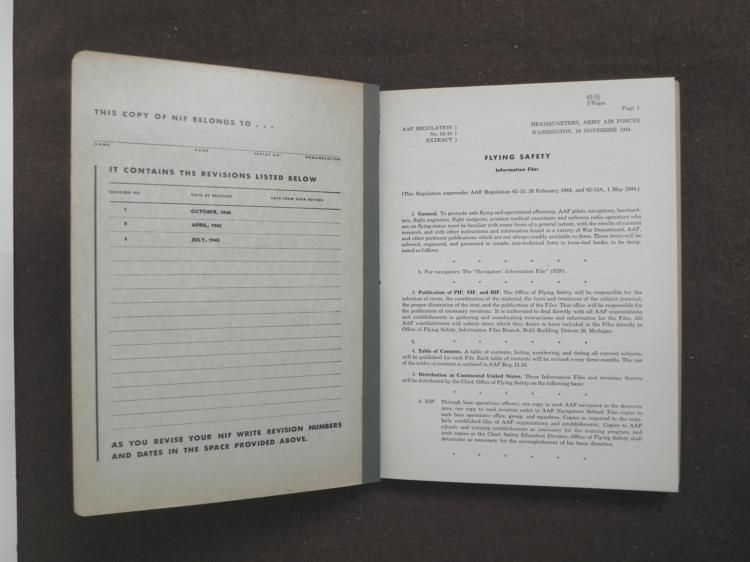 THIS COPY OF NIF BELONGS TO . . .
NAME RANK SERIAL NO. ORGANIZATION
IT CONTAINS THE REVISIONS LISTED BELOW
REVISION NO. DATE OF REVISION DATE FORM 24HA REVISED
1 OCTOBER, 1944
2 APRIL, 1945
3 JULY, 1945
AS YOU REVISE YOUR NIF WRITE REVISION NUMBERS
AND DATES IN THE SPACE PROVIDED ABOVE.
62-15
2 Pages
Page 1
AAF REGULATION )
No. 62-15 )
EXTRACT )
HEADQUARTERS, ARMY AIR FORCES
WASHINGTON, 24 NOVEMBER 1944
FLYING SAFETY
Information Files
(This Regulation supersedes AAF Regulation 62-15, 28 February 1944, and 62-15A, 1 May 1944.)
1. General. To promote safe flying and operational efficiency, AAF pilots, navigators, bombardi-
ers, flight engineers, flight surgeons, aviation medical examiners and airborne radio operators who
are on flying status must be familiar with many items of a general nature, with the results of current
research, and with other instructions and information found in a variety of War Department, AAF,
and other pertinent publications which are not always readily available to them. These items will be
selected, organized, and presented in simple, non-technical form in loose-leaf books, to be desig-
nated as follows:
* * * * * *
b. For navigators: The "Navigators' Information File" (NIF).
* * * * * *
2. Publication of PIF, NIF, and BIF. The Office of Flying Safety will be responsible for the
selection of items, the coordination of the material, the form and treatment of the subject material,
the proper illustration of the text, and the publication of the Files. That office will be responsible for
the publication of necessary revisions. It is authorized to deal directly with all AAF organizations
and establishments in gathering and coordinating instructions and information for the Files. All
AAF establishments will submit items which they desire to have included in the Files directly to
Office of Flying Safety, Information Files Branch, Buhl Building, Detroit 26, Michigan.
3. * * * * * *
4. Table of Contents. A table of contents, listing, numbering, and dating all current subjects,
will be published for each File. Each table of contents will be revised every three months. The use
of the tables of contents is outlined in AAF Reg. 15-24.
5. Distribution in Continental United States. These Information Files and revisions thereto
will be distributed by the Chief, Office of Flying Safety on the following basis:
* * * * * *
b. NIF: Through base operations officers, one copy to each AAF navigator in the domestic
area; one copy to each aviation cadet in AAF Navigators' School. Two copies to
each base operations office, group, and squadron. Copies as required to the regu-
larly established files of AAF organizations and establishments. Copies to AAF
schools and training establishments as necessary for the training program, and
such copies as the Chief, Safety Education Division, Office of Flying Safety shall
determine as necessary for the accomplishment of his basic directive.
* * * * * *